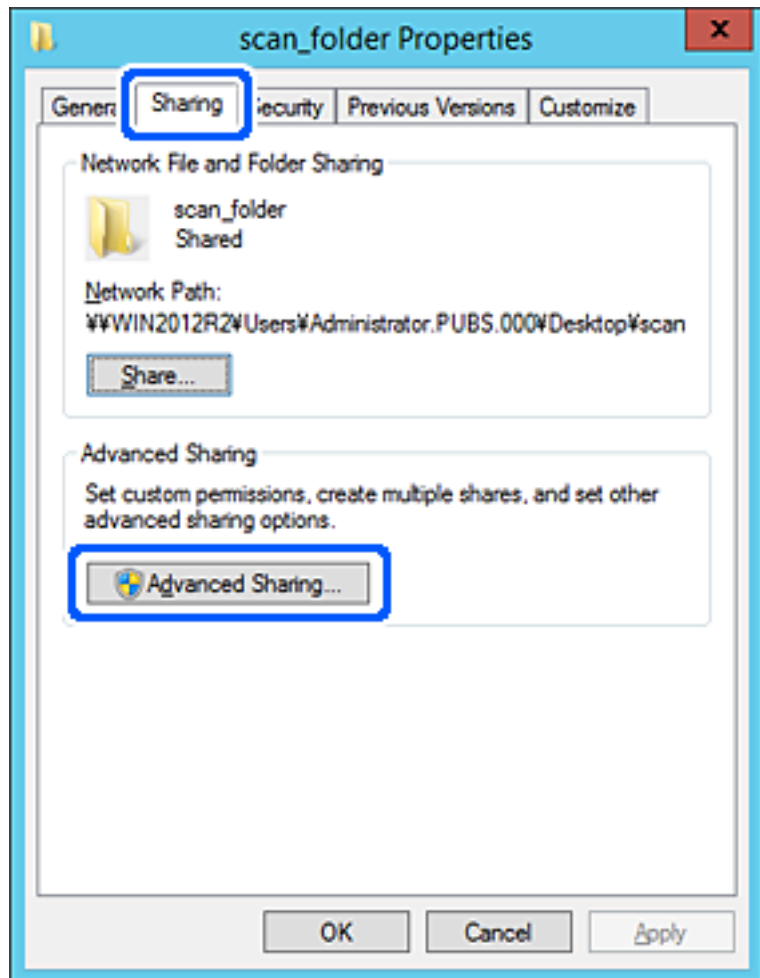 scan_folder Properties
x
General Sharing Security Previous Versions Customize
Network File and Folder Sharing
scan_folder
Shared
Network Path:
¥¥WIN2012R2¥Users¥Administrator.PUBS.000¥Desktop¥scan
Share...
Advanced Sharing
Set custom permissions, create multiple shares, and set other
advanced sharing options.
Advanced Sharing...
OK Cancel Apply